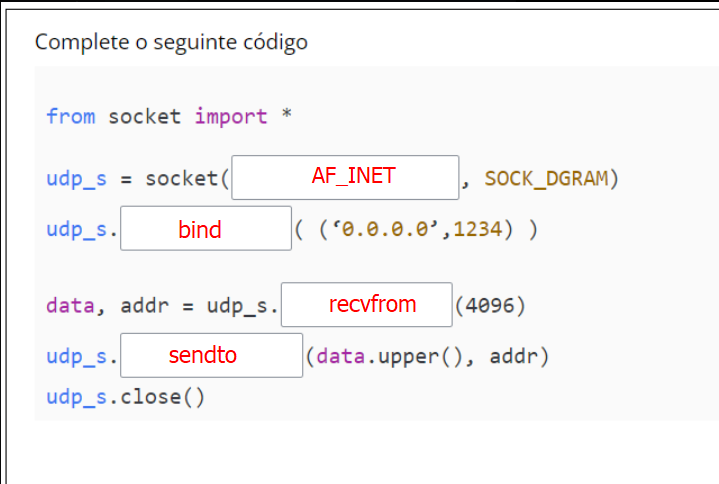 Complete o seguinte código
from socket import *
udp_s = socket( AF_INET , SOCK_DGRAM)
udp_s. bind ( (‘0.0.0.0’,1234) )
data, addr = udp_s. recvfrom (4096)
udp_s. sendto (data.upper(), addr)
udp_s.close()